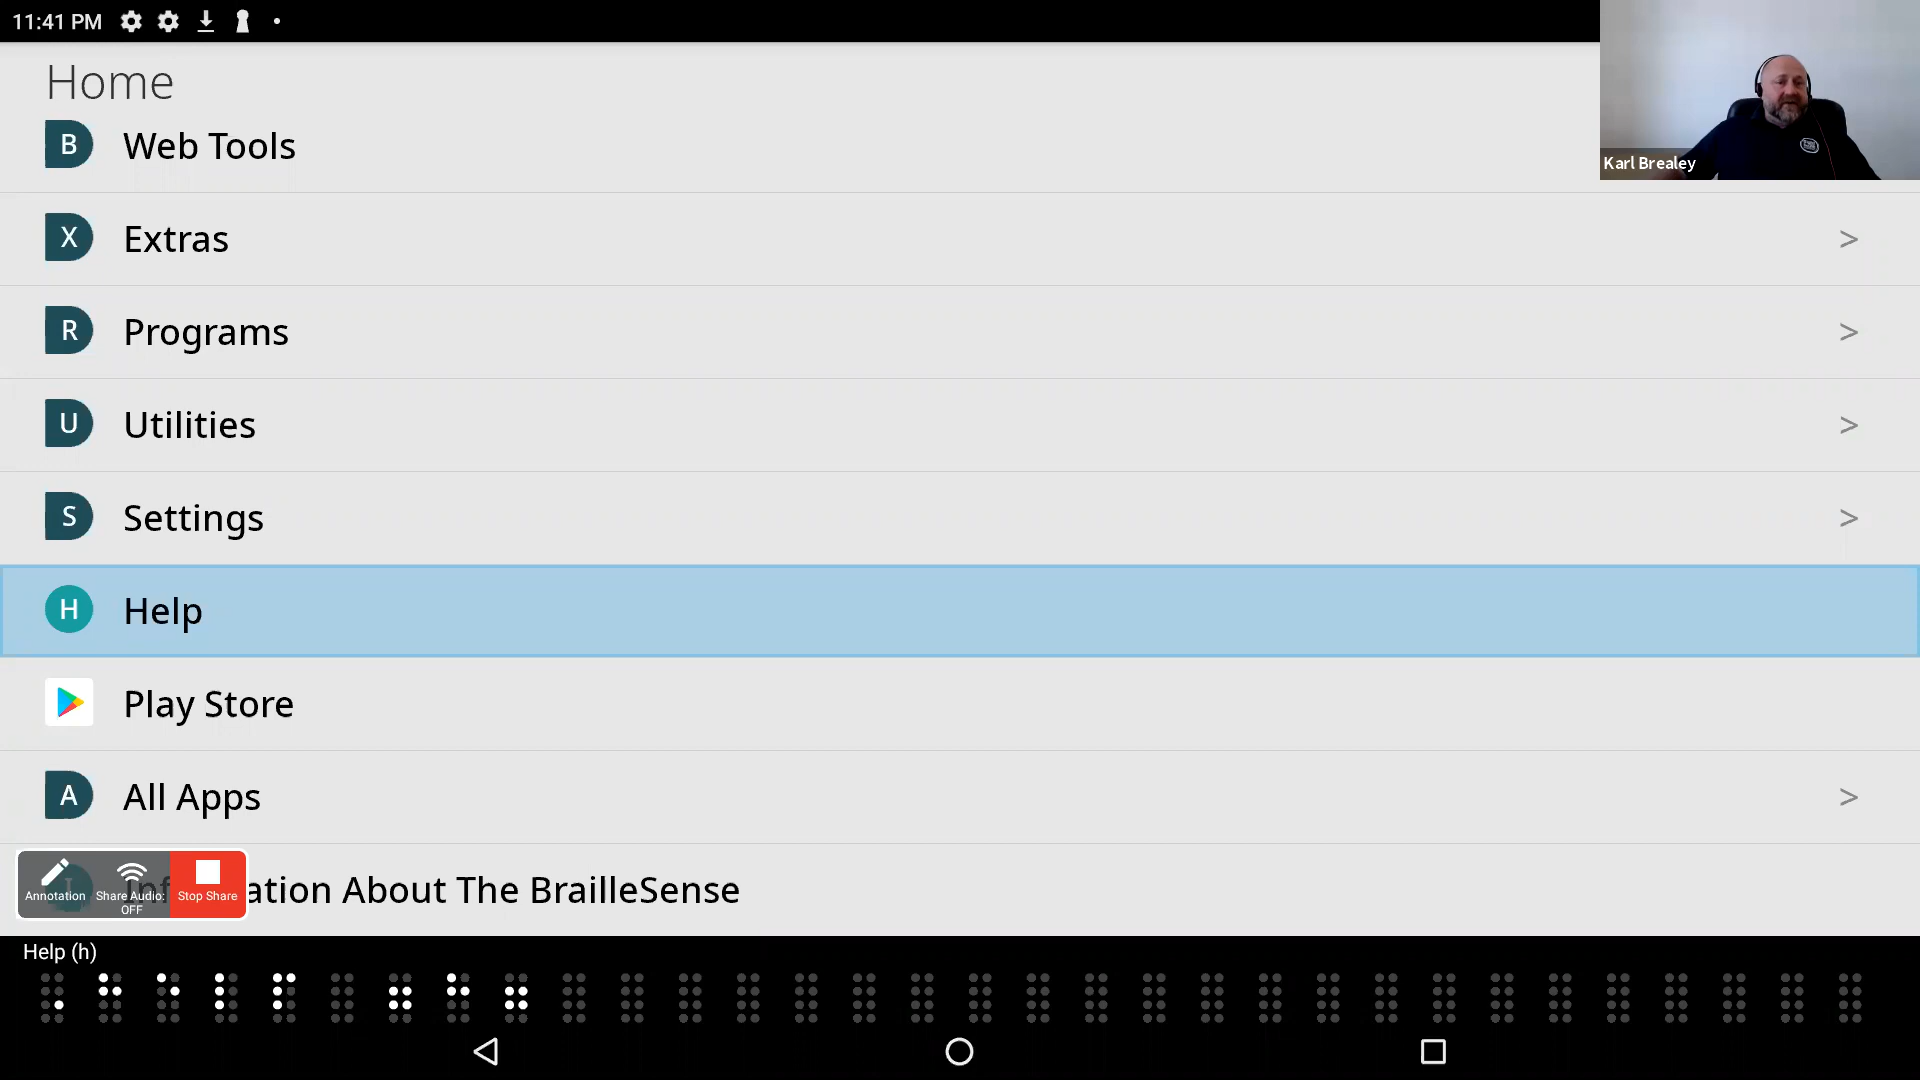 11:41 PM
Karl Brealey
Home
B Web Tools
X Extras >
R Programs >
U Utilities >
S Settings >
H Help
Play Store
A All Apps >
ation About The BrailleSense
Annotation
Share Audio: OFF
Stop Share
Help (h)